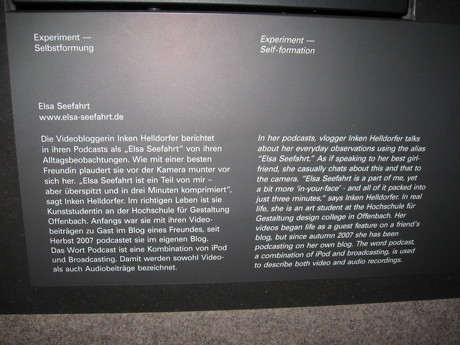 Experiment —
Selbstformung
Elsa Seefahrt
www.elsa-seefahrt.de
Die Videobloggerin Inken Helldorfer berichtet
in ihren Podcasts als „Elsa Seefahrt“ von ihren
Alltagsbeobachtungen. Wie mit einer besten
Freundin plaudert sie vor der Kamera munter vor
sich her. „Elsa Seefahrt ist ein Teil von mir –
aber überspitzt und in drei Minuten komprimiert“,
sagt Inken Helldorfer. Im richtigen Leben ist sie
Kunststudentin an der Hochschule für Gestaltung
Offenbach. Anfangs war sie mit ihren Video-
beiträgen zu Gast im Blog eines Freundes, seit
Herbst 2007 podcastet sie im eigenen Blog.
Das Wort Podcast ist eine Kombination von iPod
und Broadcasting. Damit werden sowohl Video-
als auch Audiobeiträge bezeichnet.
Experiment —
Self-formation
In her podcasts, vlogger Inken Helldorfer talks
about her everyday observations using the alias
“Elsa Seefahrt.” As if speaking to her best girl-
friend, she casually chats about this and that to
the camera. “Elsa Seefahrt is a part of me, yet
a bit more ‘in-your-face’ - and all of it packed into
just three minutes,” says Inken Helldorfer. In real
life, she is an art student at the Hochschule für
Gestaltung design college in Offenbach. Her
videos began life as a guest feature on a friend's
blog, but since autumn 2007 she has been
podcasting on her own blog. The word podcast,
a combination of iPod and broadcasting, is used
to describe both video and audio recordings.